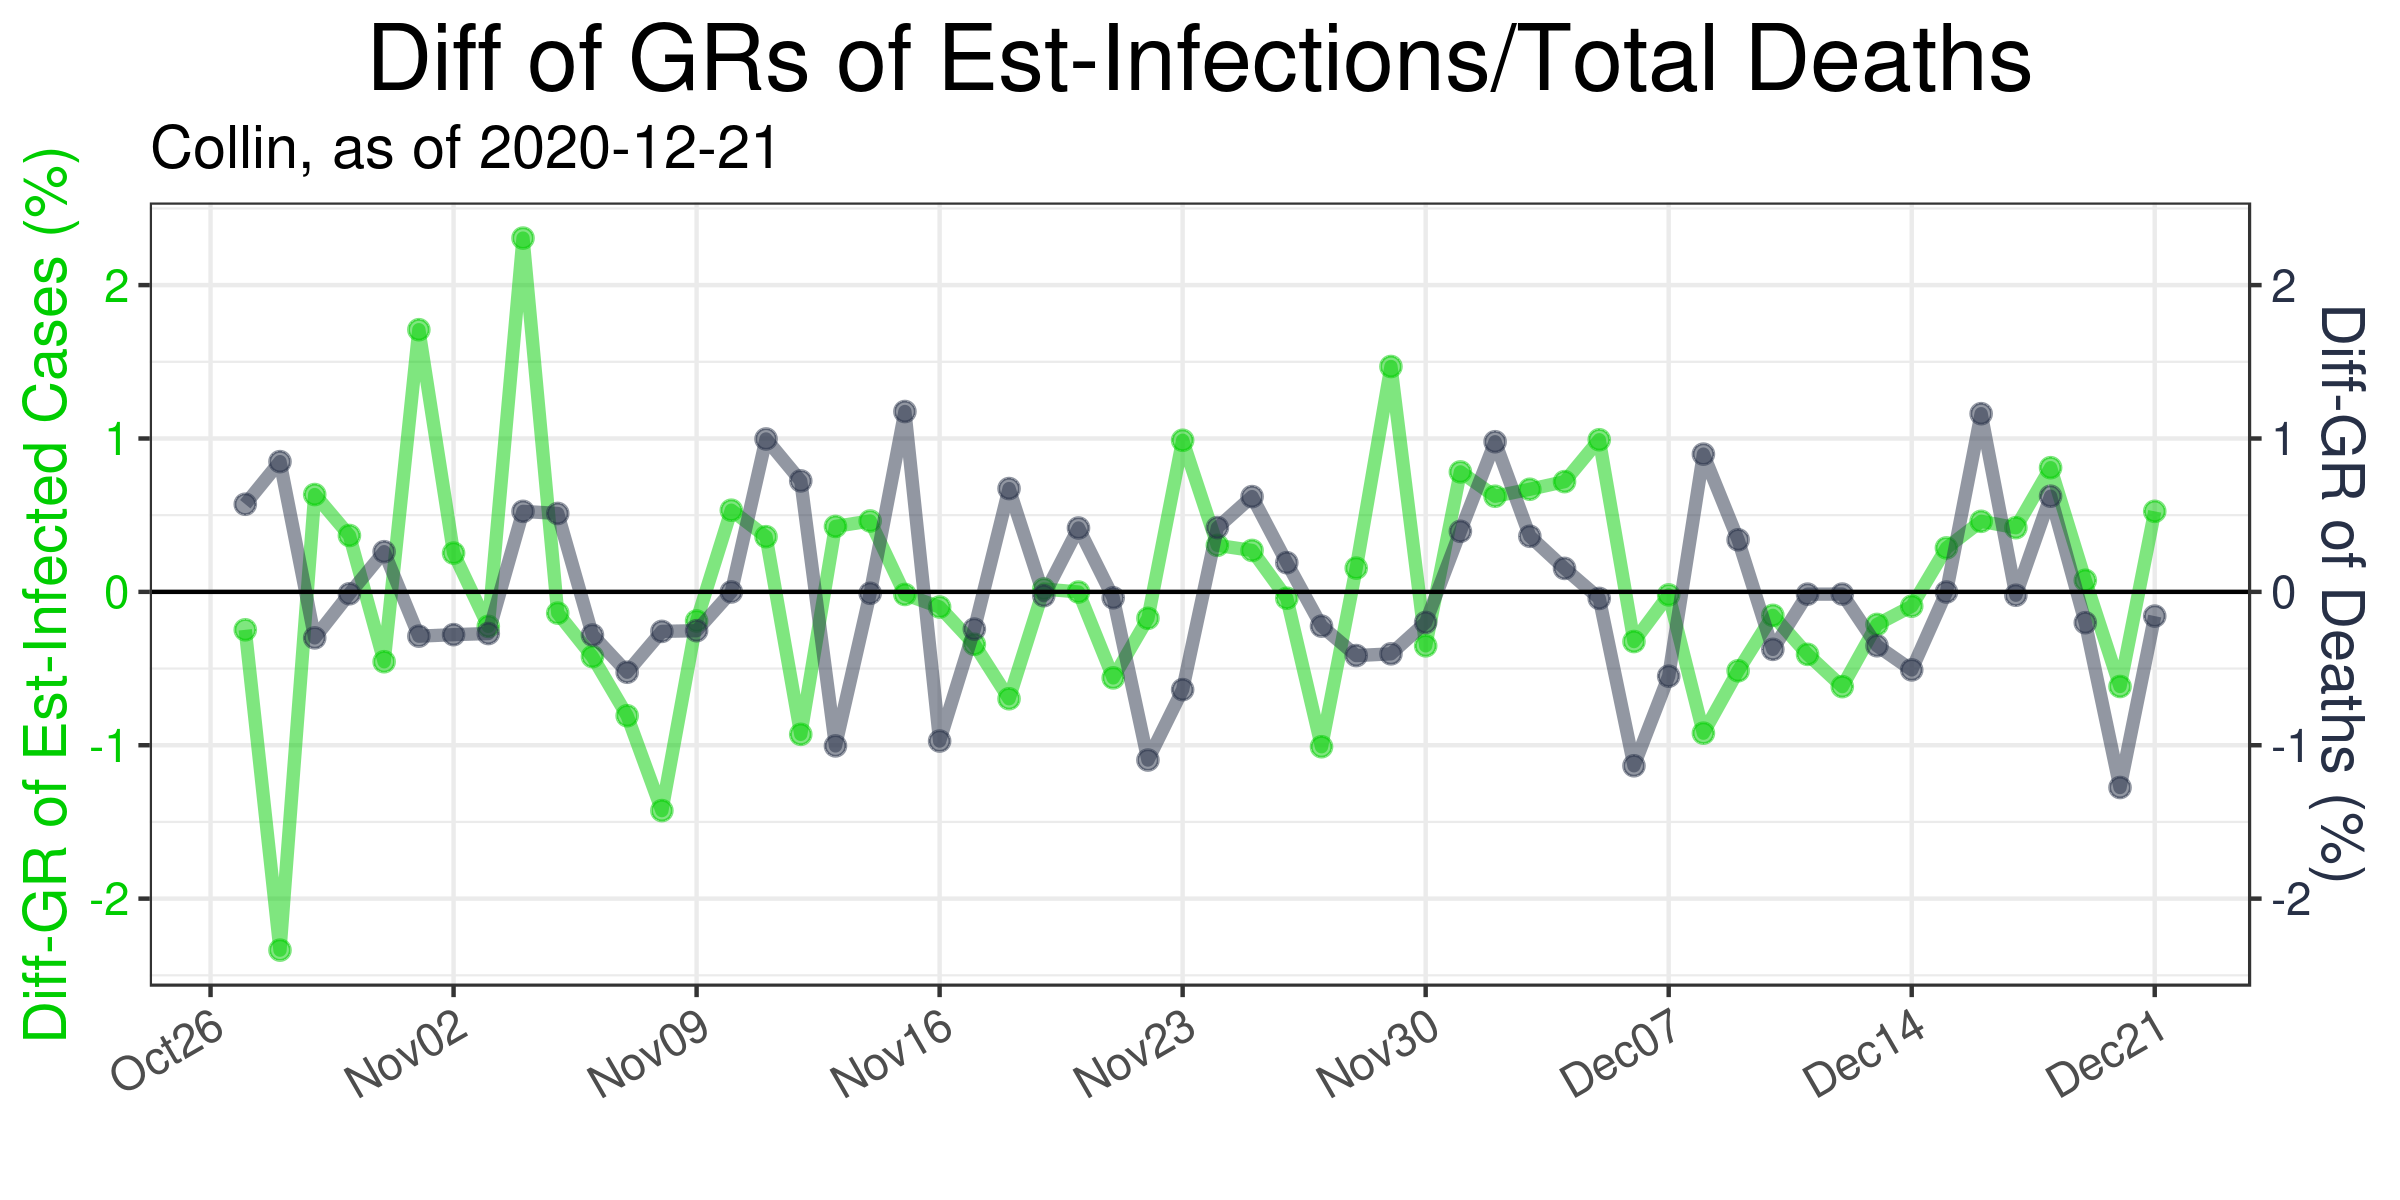 Diff of GRs of Est-Infections/Total Deaths
Collin, as of 2020-12-21
Diff-GR of Est-Infected Cases (%)
2
1
0
-1
-2
2
1
0
-1
-2
Diff-GR of Deaths (%)
Oct26
Nov02
Nov09
Nov16
Nov23
Nov30
Dec07
Dec14
Dec21